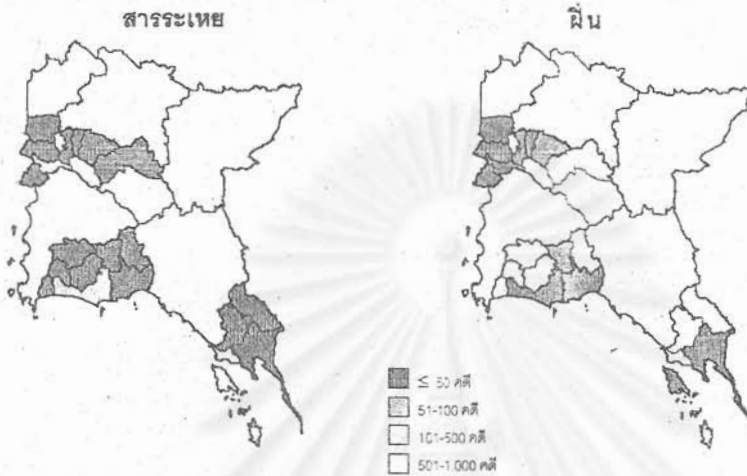 สารระเหย
ฝิ่น
≤ 50 คดี
51-100 คดี
101-500 คดี
501-1,000 คดี